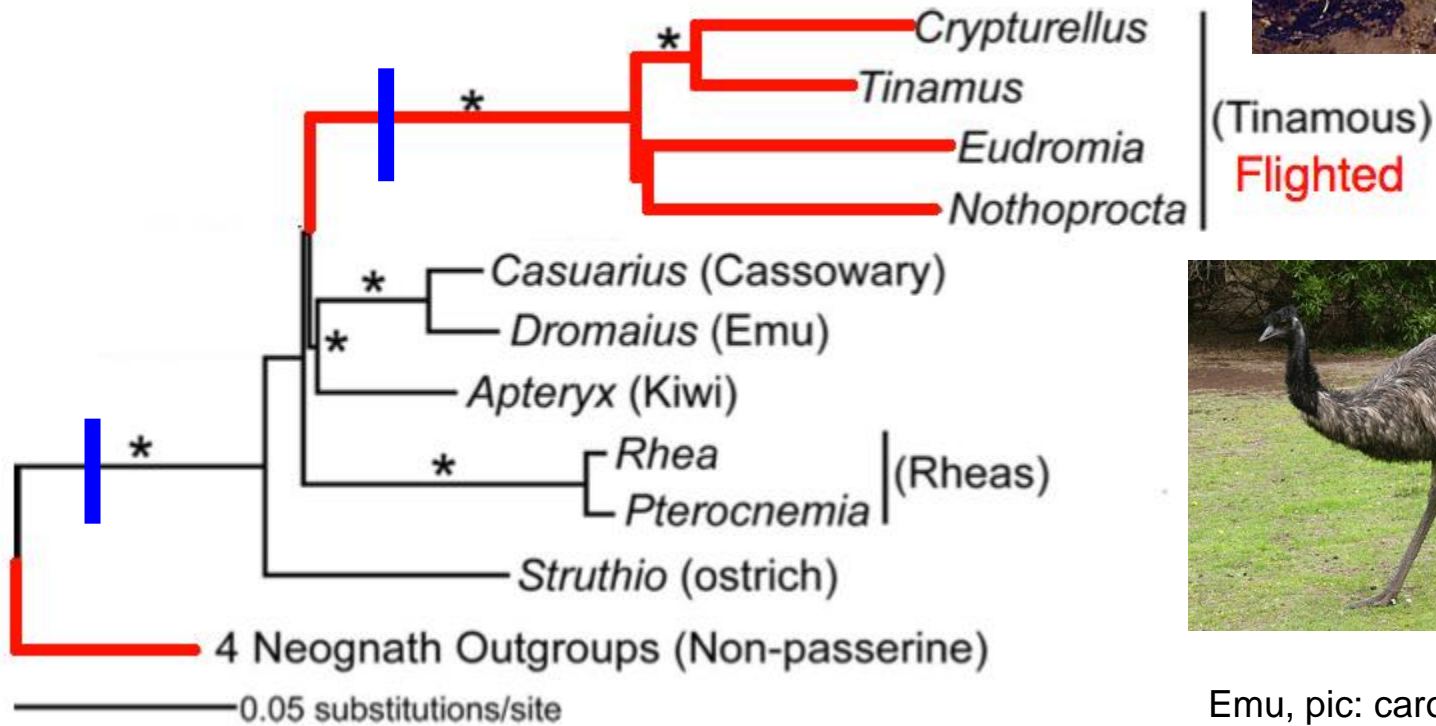 *
Crypturellus
*
Tinamus
Eudromia
Nothoprocta
(Tinamous)
Flighted
*
Casuarius (Cassowary)
Dromaius (Emu)
*
Apteryx (Kiwi)
*
*
Rhea
Pterocnemia
(Rheas)
Struthio (ostrich)
4 Neognath Outgroups (Non-passerine)
0.05 substitutions/site
Emu, pic: